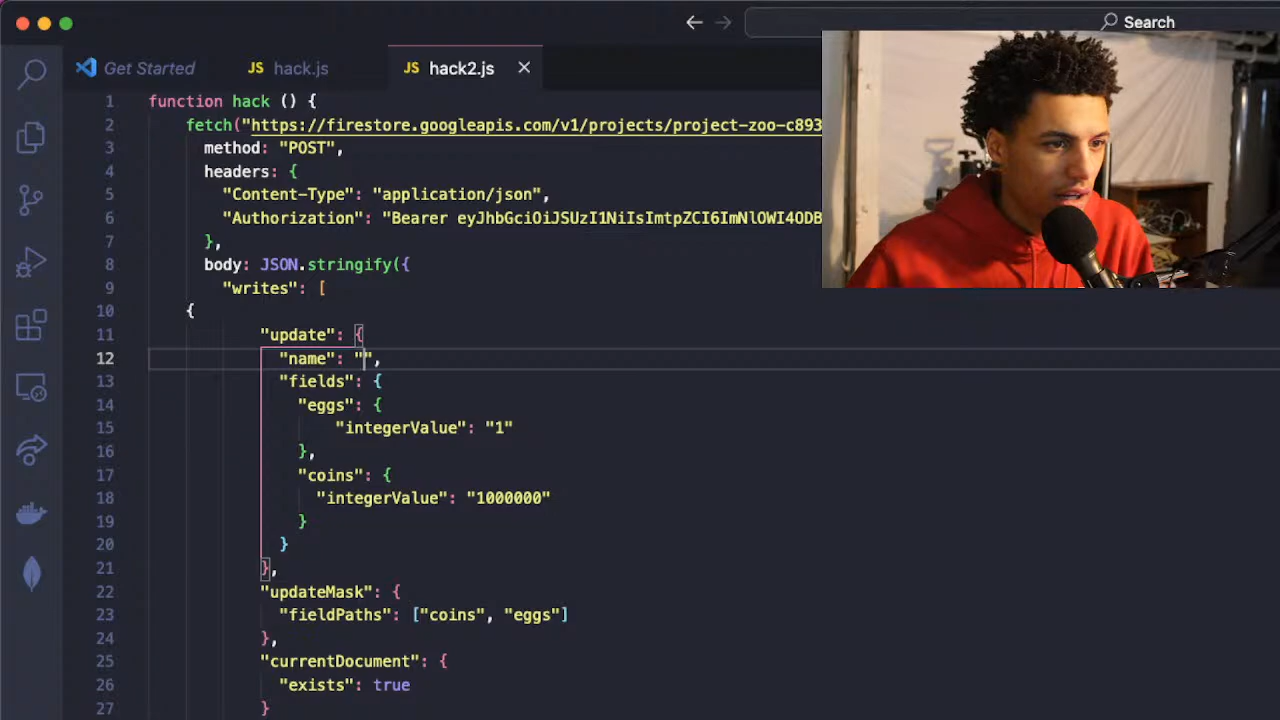 Search
Get Started
JS hack.js
JS hack2.js
1 function hack () {
2 fetch("https://firestore.googleapis.com/v1/projects/project-zoo-c893
3 method: "POST",
4 headers: {
5 "Content-Type": "application/json",
6 "Authorization": "Bearer eyJhbGciOiJSUzI1NiIsImtpZCI6ImNlOWI4ODB
7 },
8 body: JSON.stringify({
9 "writes": [
10 {
11 "update": {
12 "name": "",
13 "fields": {
14 "eggs": {
15 "integerValue": "1"
16 },
17 "coins": {
18 "integerValue": "1000000"
19 }
20 }
21 },
22 "updateMask": {
23 "fieldPaths": ["coins", "eggs"]
24 },
25 "currentDocument": {
26 "exists": true
27 }